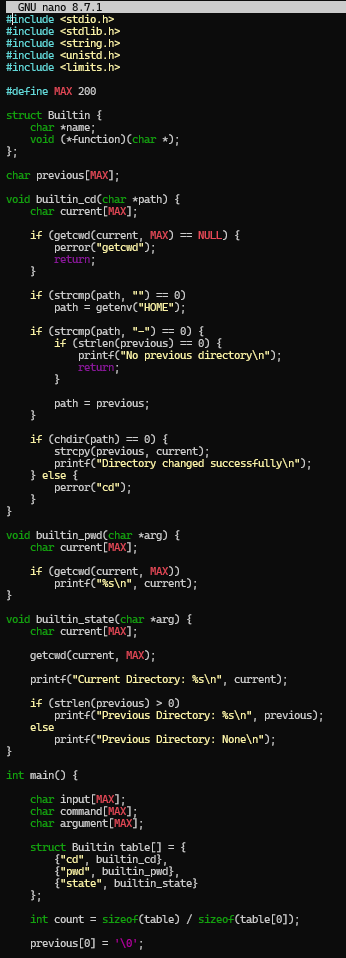 GNU nano 8.7.1
#include <stdio.h>
#include <stdlib.h>
#include <string.h>
#include <unistd.h>
#include <limits.h>

#define MAX 200

struct Builtin {
    char *name;
    void (*function)(char *);
};

char previous[MAX];

void builtin_cd(char *path) {
    char current[MAX];

    if (getcwd(current, MAX) == NULL) {
        perror("getcwd");
        return;
    }

    if (strcmp(path, "") == 0)
        path = getenv("HOME");

    if (strcmp(path, "-") == 0) {
        if (strlen(previous) == 0) {
            printf("No previous directory\n");
            return;
        }

        path = previous;
    }

    if (chdir(path) == 0) {
        strcpy(previous, current);
        printf("Directory changed successfully\n");
    } else {
        perror("cd");
    }
}

void builtin_pwd(char *arg) {
    char current[MAX];

    if (getcwd(current, MAX))
        printf("%s\n", current);
}

void builtin_state(char *arg) {
    char current[MAX];

    getcwd(current, MAX);

    printf("Current Directory: %s\n", current);

    if (strlen(previous) > 0)
        printf("Previous Directory: %s\n", previous);
    else
        printf("Previous Directory: None\n");
}

int main() {

    char input[MAX];
    char command[MAX];
    char argument[MAX];

    struct Builtin table[] = {
        {"cd", builtin_cd},
        {"pwd", builtin_pwd},
        {"state", builtin_state}
    };

    int count = sizeof(table) / sizeof(table[0]);

    previous[0] = '\0';